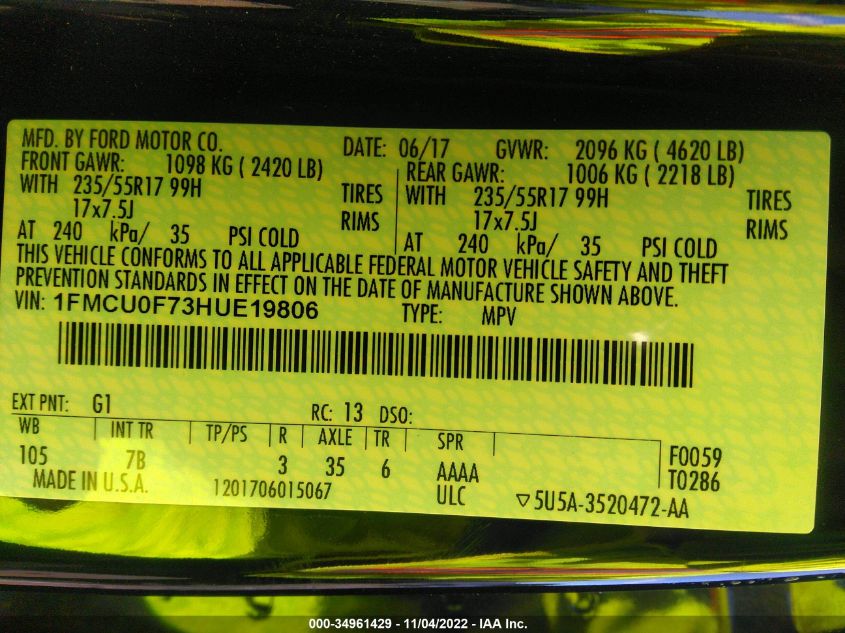 MFD. BY FORD MOTOR CO. DATE: 06/17 GVWR: 2096 KG ( 4620 LB)
FRONT GAWR: 1098 KG ( 2420 LB) REAR GAWR: 1006 KG ( 2218 LB)
WITH 235/55R17 99H TIRES WITH 235/55R17 99H TIRES
17x7.5J RIMS 17x7.5J RIMS
AT 240 kPa/ 35 PSI COLD AT 240 kPa/ 35 PSI COLD
THIS VEHICLE CONFORMS TO ALL APPLICABLE FEDERAL MOTOR VEHICLE SAFETY AND THEFT
PREVENTION STANDARDS IN EFFECT ON THE DATE OF MANUFACTURE SHOWN ABOVE.
VIN: 1FMCU0F73HUE19806 TYPE: MPV
EXT PNT: G1 RC: 13 DSO:
WB INT TR TP/PS R AXLE TR SPR
105 7B 3 35 6 AAAA F0059
MADE IN U.S.A. 1201706015067 ULC T0286
▽5U5A-3520472-AA
000-34961429 - 11/04/2022 - IAA Inc.